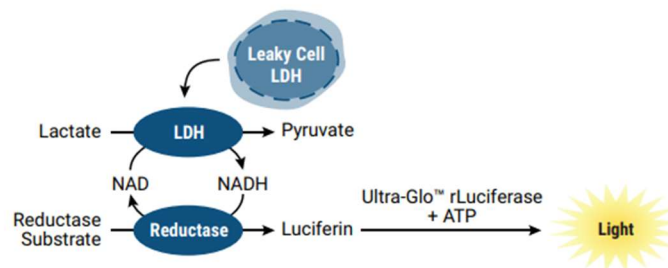 Leaky Cell
LDH
Lactate
LDH
Pyruvate
NAD
NADH
Reductase
Substrate
Reductase
Luciferin
Ultra-Glo™ rLuciferase
+ ATP
Light